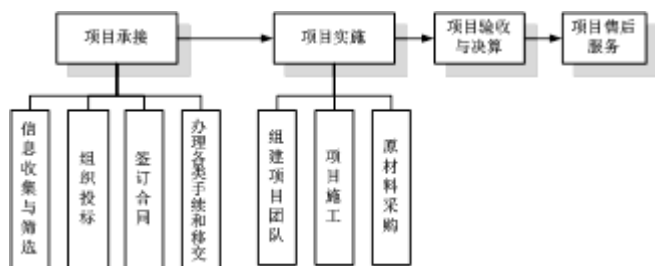 项目承接
项目实施
项目验收
与决算
项目售后
服务
信息收集与筛选
组织投标
签订合同
办理各类手续和移交
组建项目团队
项目施工
原材料采购